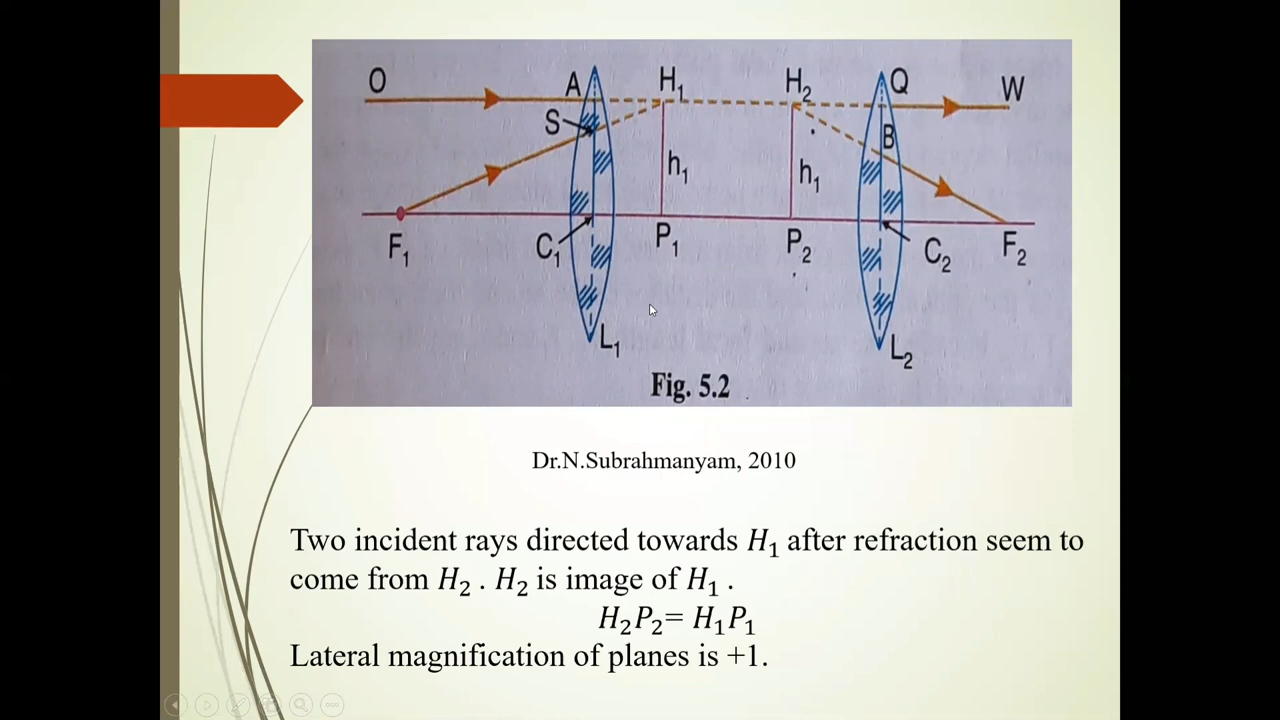 O A H₁ H₂ Q W
S B
h₁ h₁
F₁ C₁ P₁ P₂ C₂ F₂
L₁ L₂
Fig. 5.2
Dr.N.Subrahmanyam, 2010
Two incident rays directed towards H₁ after refraction seem to
come from H₂ . H₂ is image of H₁ .
H₂P₂= H₁P₁
Lateral magnification of planes is +1.